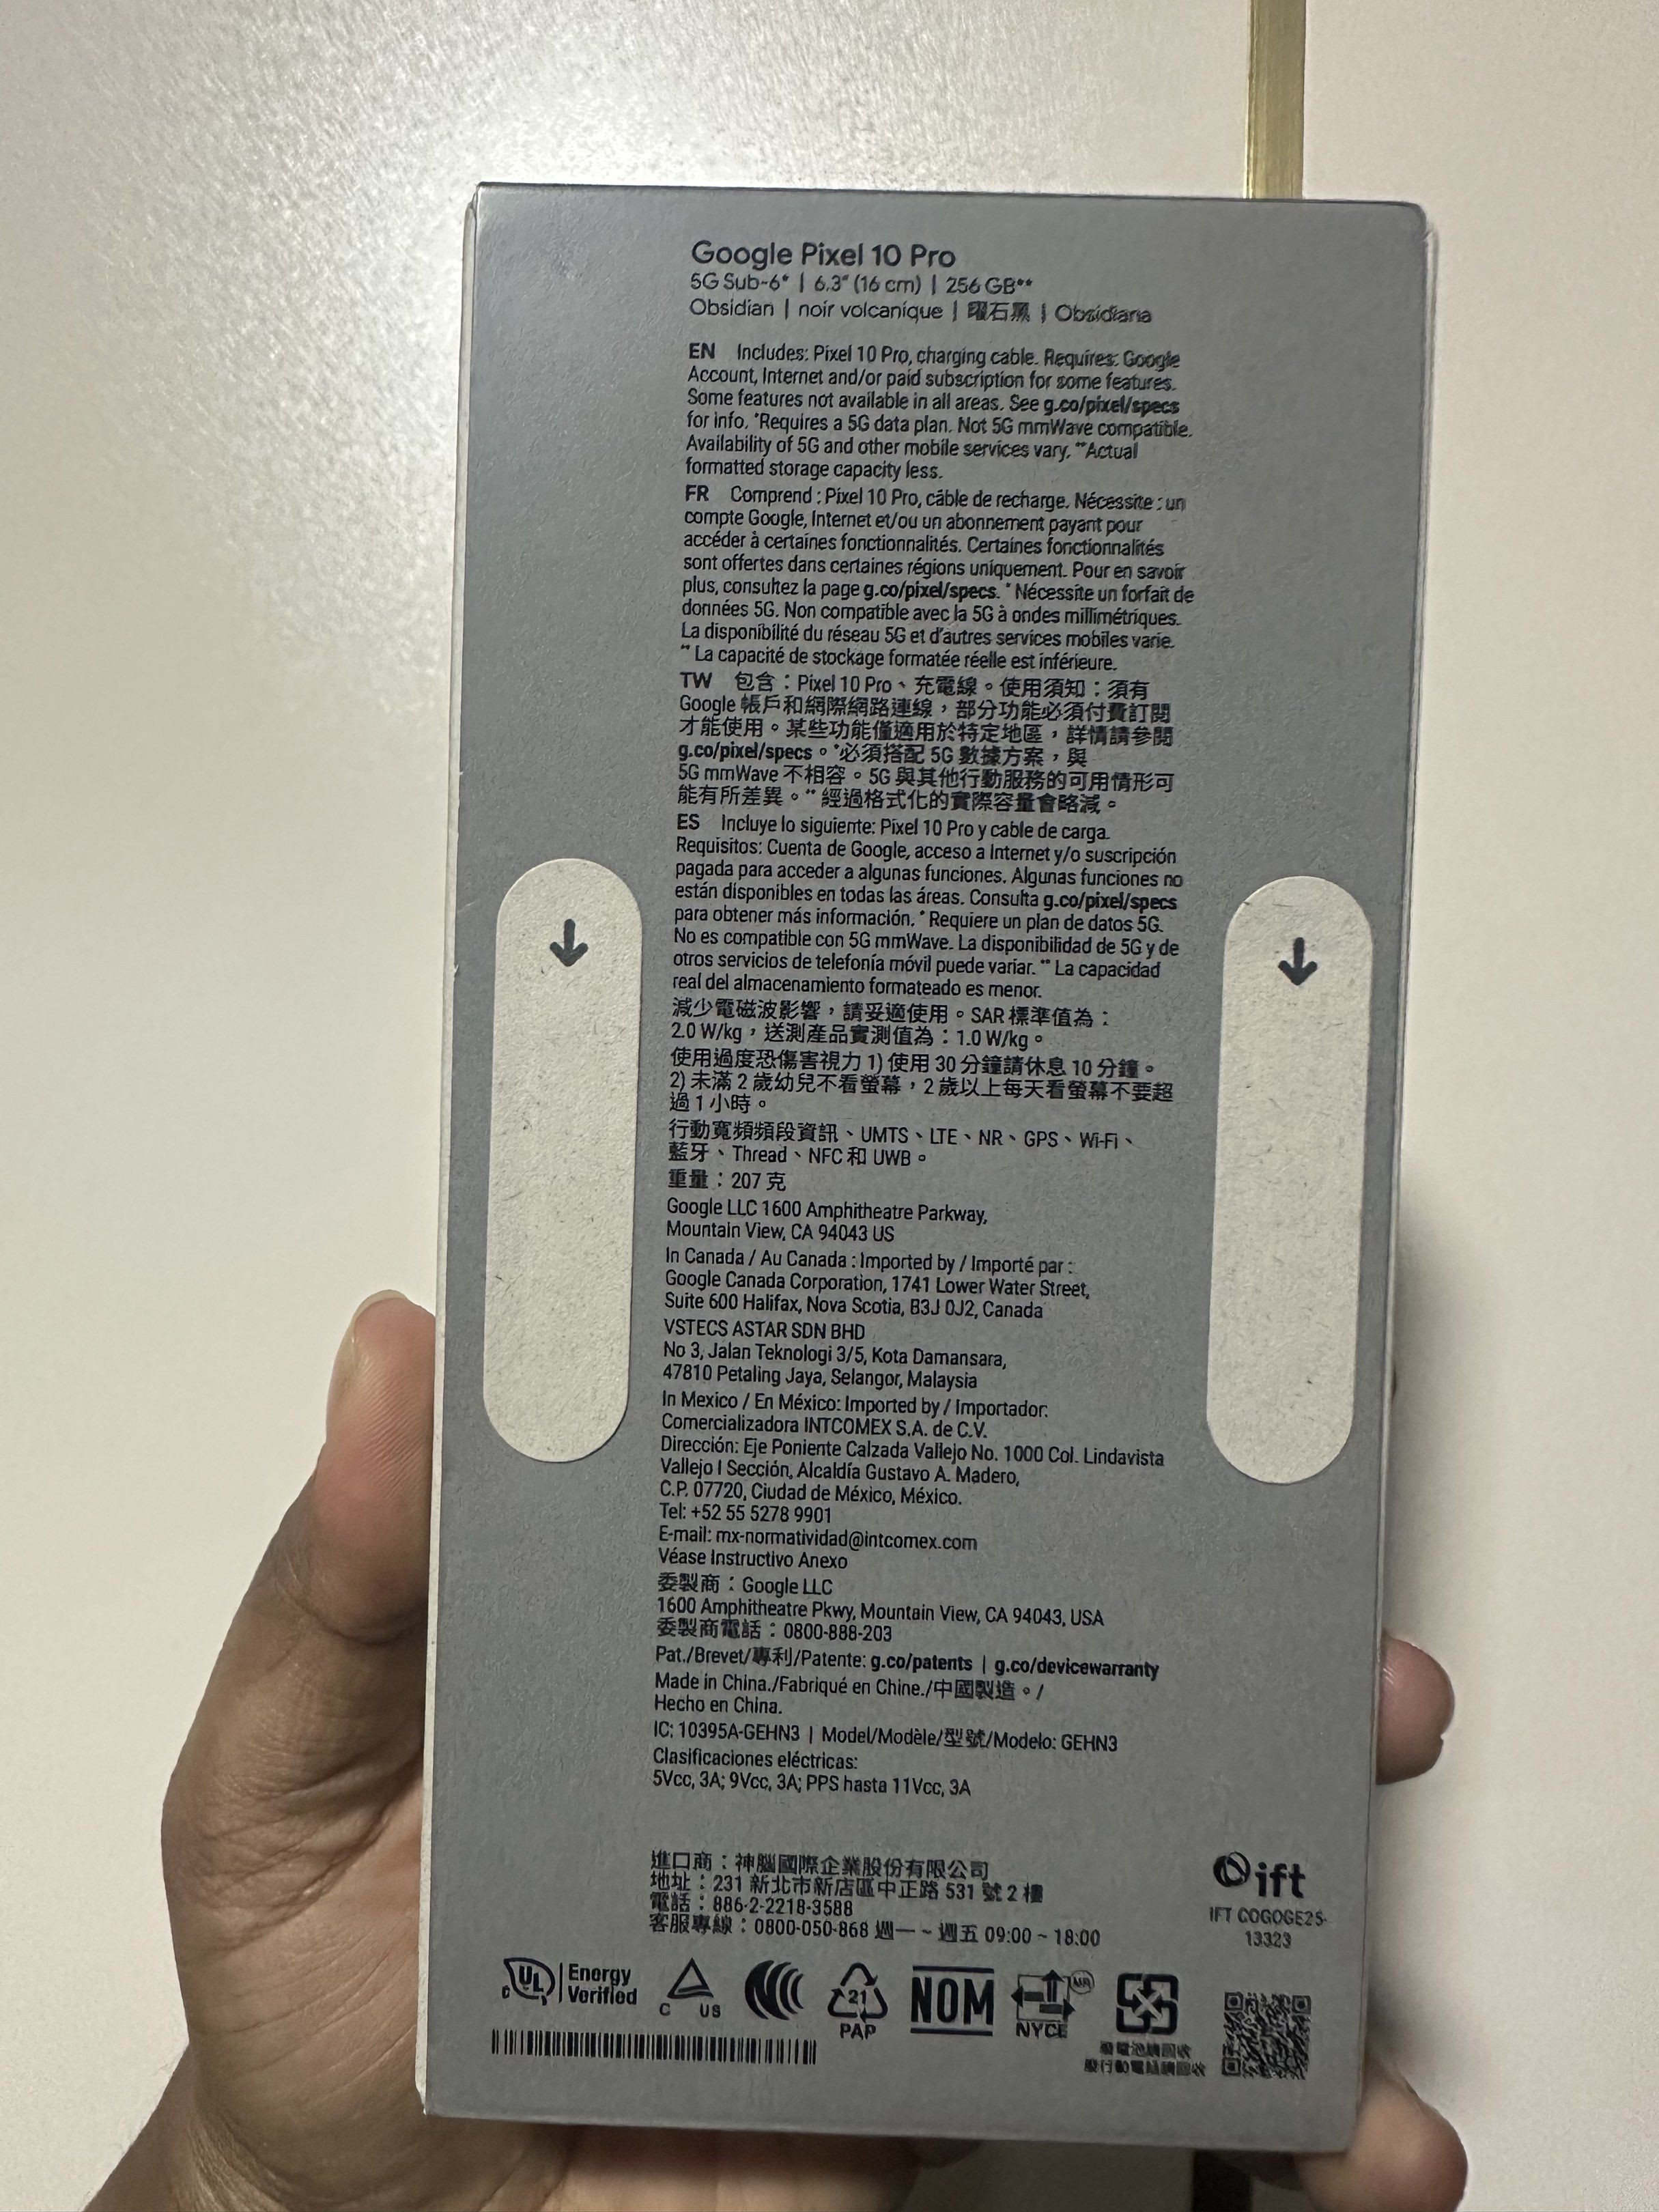 Google Pixel 10 Pro
5G Sub-6* | 6.3" (16 cm) | 256 GB**
Obsidian | noir volcanique | 曜石黑 | Obsidiana
EN Includes: Pixel 10 Pro, charging cable. Requires: Google
Account, Internet and/or paid subscription for some features.
Some features not available in all areas. See g.co/pixel/specs
for info. *Requires a 5G data plan. Not 5G mmWave compatible.
Availability of 5G and other mobile services vary. **Actual
formatted storage capacity less.
FR Comprend : Pixel 10 Pro, câble de recharge. Nécessite : un
compte Google, Internet et/ou un abonnement payant pour
accéder à certaines fonctionnalités. Certaines fonctionnalités
sont offertes dans certaines régions uniquement. Pour en savoir
plus, consultez la page g.co/pixel/specs. * Nécessite un forfait de
données 5G. Non compatible avec la 5G à ondes millimétriques.
La disponibilité du réseau 5G et d'autres services mobiles varie.
** La capacité de stockage formatée réelle est inférieure.
TW 包含：Pixel 10 Pro、充電線。使用須知：須有
Google 帳戶和網際網路連線，部分功能必須付費訂閱
才能使用。某些功能僅適用於特定地區，詳情請參閱
g.co/pixel/specs。*必須搭配 5G 數據方案，與
5G mmWave 不相容。5G 與其他行動服務的可用情形可
能有所差異。** 經過格式化的實際容量會略減。
ES Incluye lo siguiente: Pixel 10 Pro y cable de carga.
Requisitos: Cuenta de Google, acceso a Internet y/o suscripción
pagada para acceder a algunas funciones. Algunas funciones no
están disponibles en todas las áreas. Consulta g.co/pixel/specs
para obtener más información. * Requiere un plan de datos 5G.
No es compatible con 5G mmWave. La disponibilidad de 5G y de
otros servicios de telefonía móvil puede variar. ** La capacidad
real del almacenamiento formateado es menor.
減少電磁波影響，請妥適使用。SAR 標準值為：
2.0 W/kg，送測產品實測值為：1.0 W/kg。
使用過度恐傷害視力 1) 使用 30 分鐘請休息 10 分鐘。
2) 未滿 2 歲幼兒不看螢幕，2 歲以上每天看螢幕不要超
過 1 小時。
行動寬頻頻段資訊、UMTS、LTE、NR、GPS、Wi-Fi、
藍牙、Thread、NFC 和 UWB。
重量：207 克
Google LLC 1600 Amphitheatre Parkway,
Mountain View, CA 94043 US
In Canada / Au Canada : Imported by / Importé par :
Google Canada Corporation, 1741 Lower Water Street,
Suite 600 Halifax, Nova Scotia, B3J 0J2, Canada
VSTECS ASTAR SDN BHD
No 3, Jalan Teknologi 3/5, Kota Damansara,
47810 Petaling Jaya, Selangor, Malaysia
In Mexico / En México: Imported by / Importador:
Comercializadora INTCOMEX S.A. de C.V.
Dirección: Eje Poniente Calzada Vallejo No. 1000 Col. Lindavista
Vallejo I Sección, Alcaldía Gustavo A. Madero,
C.P. 07720, Ciudad de México, México.
Tel: +52 55 5278 9901
E-mail: mx-normatividad@intcomex.com
Véase Instructivo Anexo
委製商：Google LLC
1600 Amphitheatre Pkwy, Mountain View, CA 94043, USA
委製商電話：0800-888-203
Pat./Brevet/專利/Patente: g.co/patents | g.co/devicewarranty
Made in China./Fabriqué en Chine./中國製造。/
Hecho en China.
IC: 10395A-GEHN3 | Model/Modèle/型號/Modelo: GEHN3
Clasificaciones eléctricas:
5Vcc, 3A; 9Vcc, 3A; PPS hasta 11Vcc, 3A
進口商：神腦國際企業股份有限公司
地址：231 新北市新店區中正路 531 號 2 樓
電話：886-2-2218-3588
客服專線：0800-050-868 週一 ~ 週五 09:00 ~ 18:00
ift
IFT COGOGE25-
13323
c UL Energy
Verified
C US
21
PAP
NOM
NYCE
廢電池請回收
廢行動電話請回收